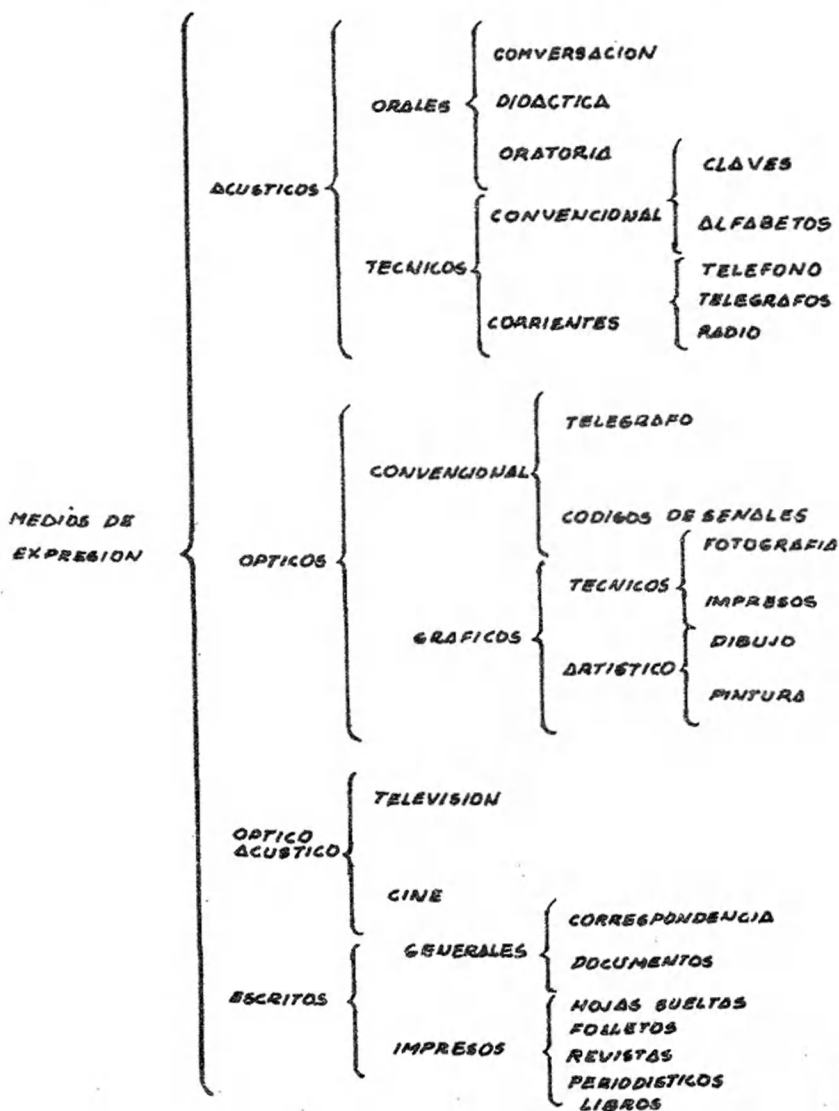 MEDIOS DE
EXPRESION
ACUSTICOS
ORALES
COMVERSACION
DIDACTICA
ORATORIA
TECNICOS
CONVENCIONAL
CLAVES
ALFABETOS
CORRIENTES
TELEFONO
TELEGRAFOS
RADIO
OPTICOS
CONVENCIONAL
TELEGRAFO
CODIGOS DE SENALES
GRAFICOS
TECNICOS
FOTOGRAFIA
IMPRESOS
ARTISTICO
DIBUJO
PINTURA
OPTICO
ACUSTICO
TELEVISION
CINE
ESCRITOS
GENERALES
CORRESPONDENCIA
DOCUMENTOS
IMPRESOS
HOJAS SUELTAS
FOLLETOS
REVISTAS
PERIODISTICOS
LIBROS